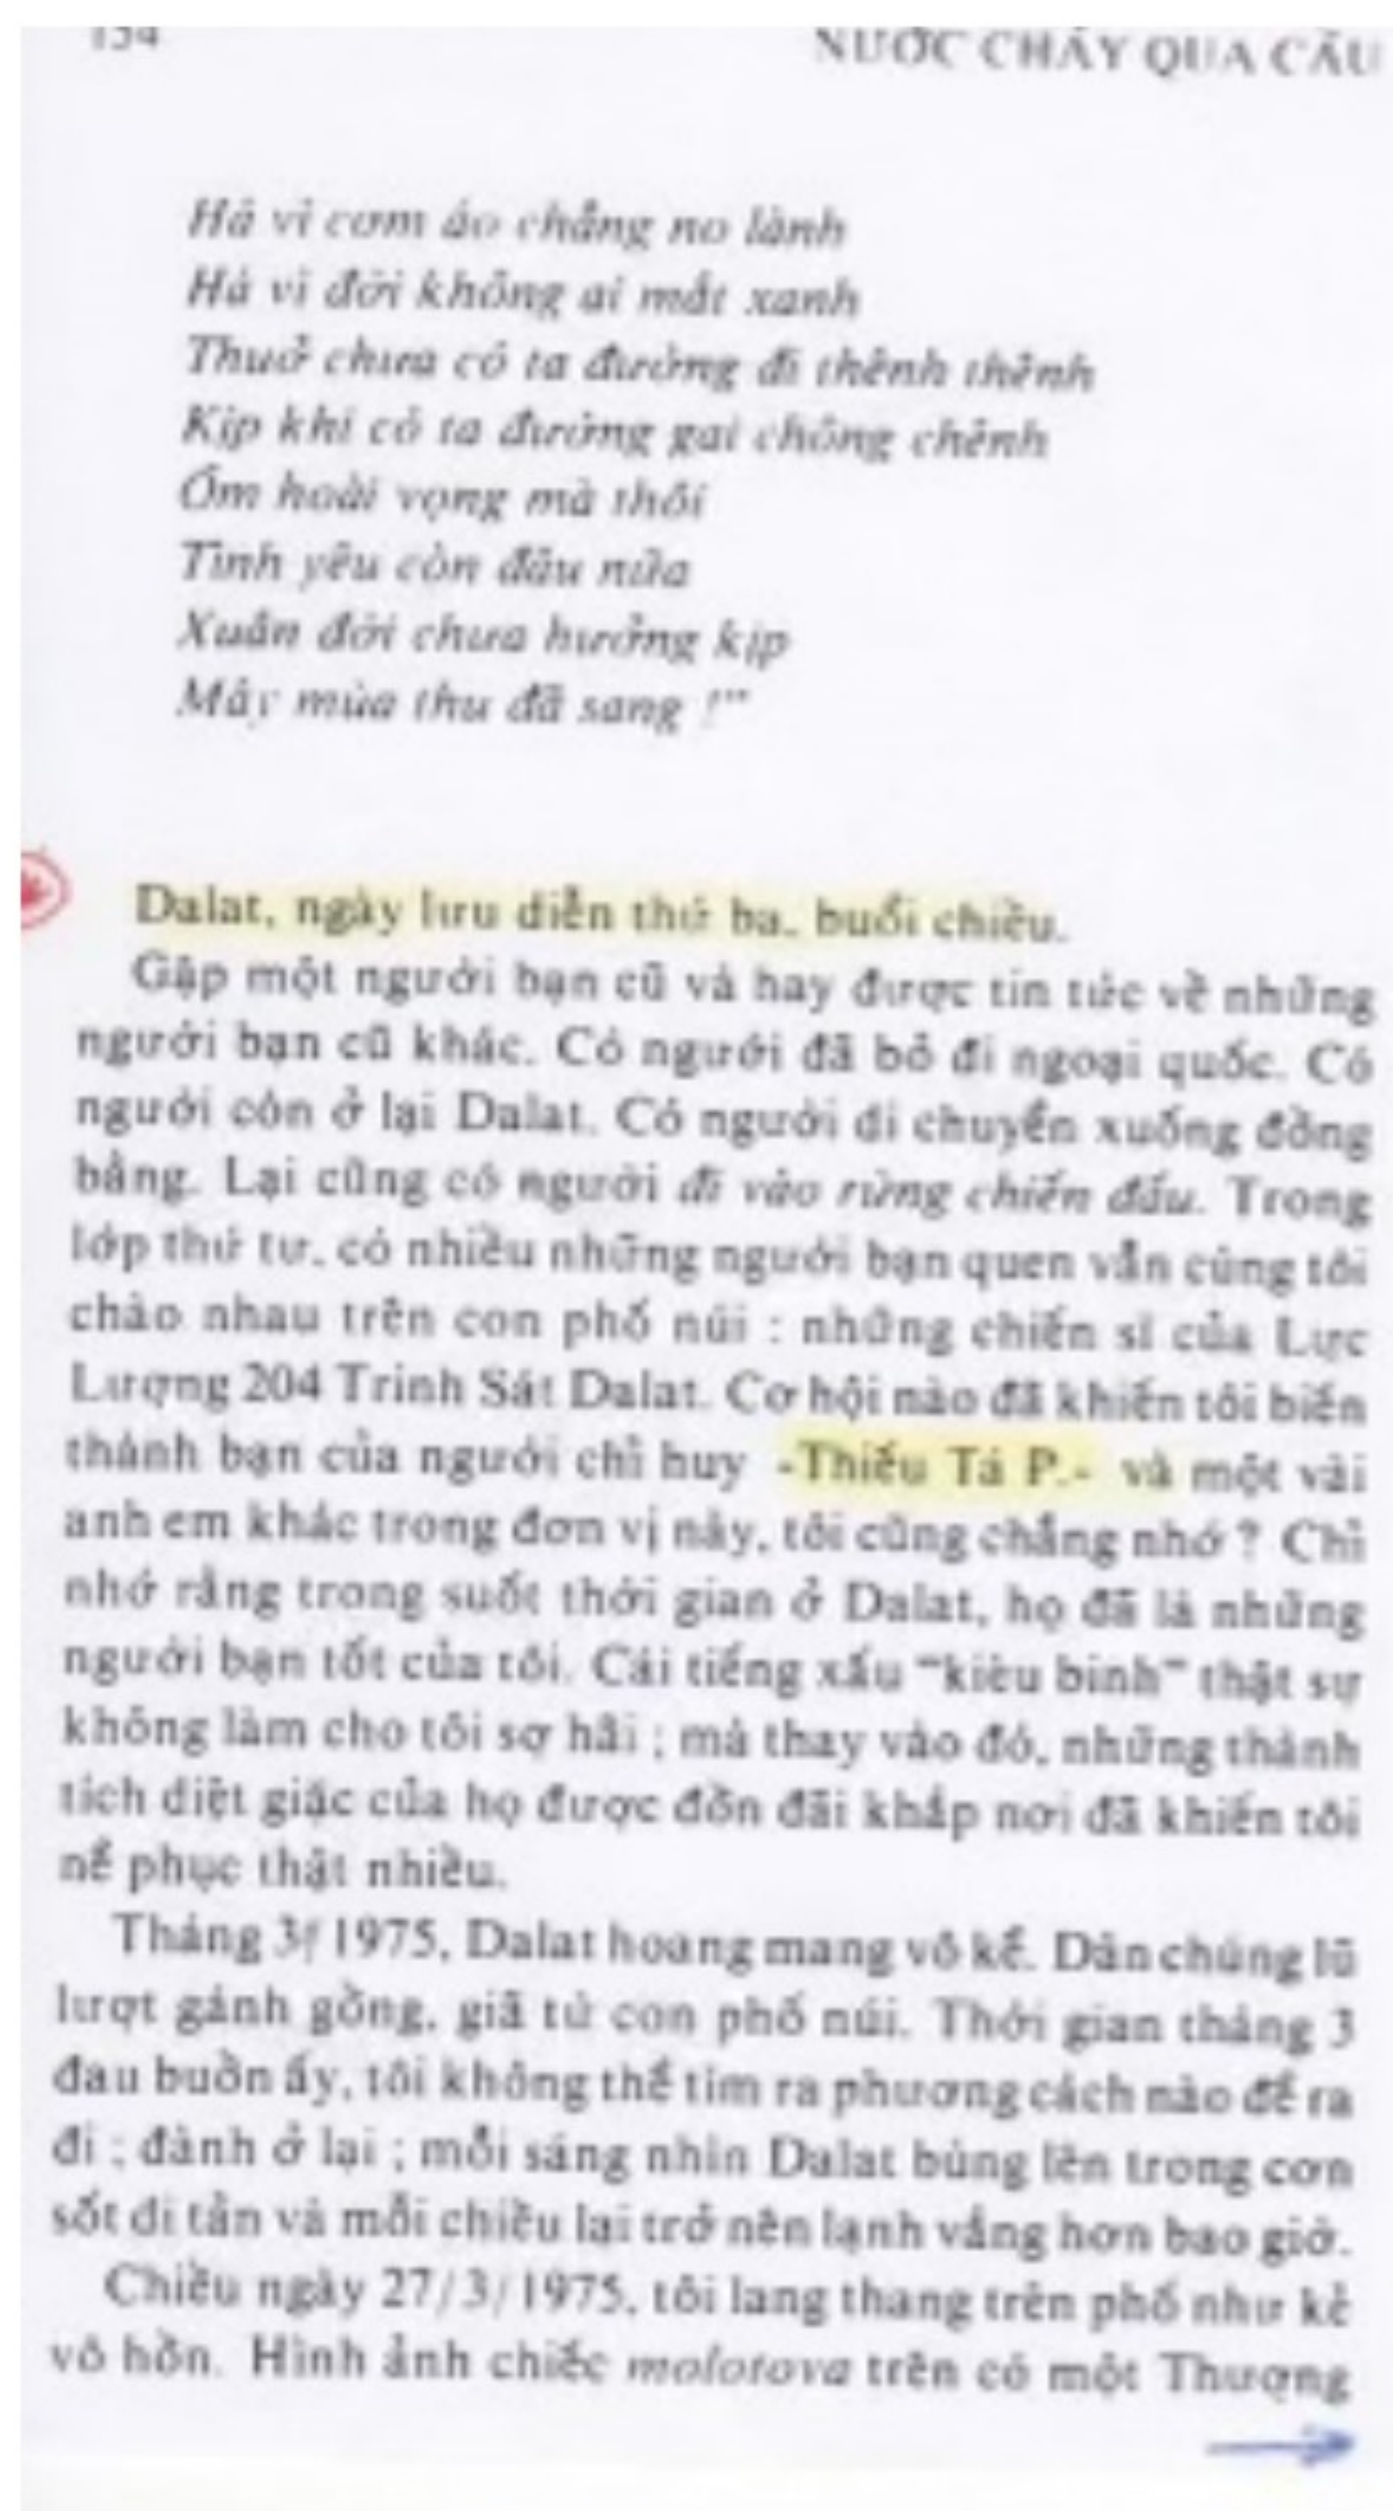 154
NƯỚC CHẢY QUA CẦU
Há vì cơm áo chẳng no lành
Há vì đời không ai mắt xanh
Thuở chưa có ta đường đi thênh thênh
Kịp khi có ta đường gai chông chênh
Ôm hoài vọng mà thôi
Tình yêu còn đâu nữa
Xuân đời chưa hưởng kịp
Mây mùa thu đã sang !"
Dalat, ngày lưu diễn thứ ba, buổi chiều.
Gặp một người bạn cũ và hay được tin tức về những
người bạn cũ khác. Có người đã bỏ đi ngoại quốc. Có
người còn ở lại Dalat. Có người di chuyển xuống đồng
bằng. Lại cũng có người đi vào rừng chiến đấu. Trong
lớp thứ tư, có nhiều những người bạn quen vẫn cùng tôi
chào nhau trên con phố núi : những chiến sĩ của Lực
Lượng 204 Trinh Sát Dalat. Cơ hội nào đã khiến tôi biến
thành bạn của người chỉ huy -Thiếu Tá P.- và một vài
anh em khác trong đơn vị này, tôi cũng chẳng nhớ ? Chỉ
nhớ rằng trong suốt thời gian ở Dalat, họ đã là những
người bạn tốt của tôi. Cái tiếng xấu "kiêu binh" thật sự
không làm cho tôi sợ hãi ; mà thay vào đó, những thành
tích diệt giặc của họ được đồn đãi khắp nơi đã khiến tôi
nể phục thật nhiều.
Tháng 3/1975, Dalat hoang mang vô kể. Dân chúng lũ
lượt gánh gồng, giã từ con phố núi. Thời gian tháng 3
đau buồn ấy, tôi không thể tìm ra phương cách nào để ra
đi ; đành ở lại ; mỗi sáng nhìn Dalat bừng lên trong cơn
sốt di tản và mỗi chiều lại trở nên lạnh vắng hơn bao giờ.
Chiều ngày 27/3/1975, tôi lang thang trên phố như kẻ
vô hồn. Hình ảnh chiếc molotova trên có một Thượng